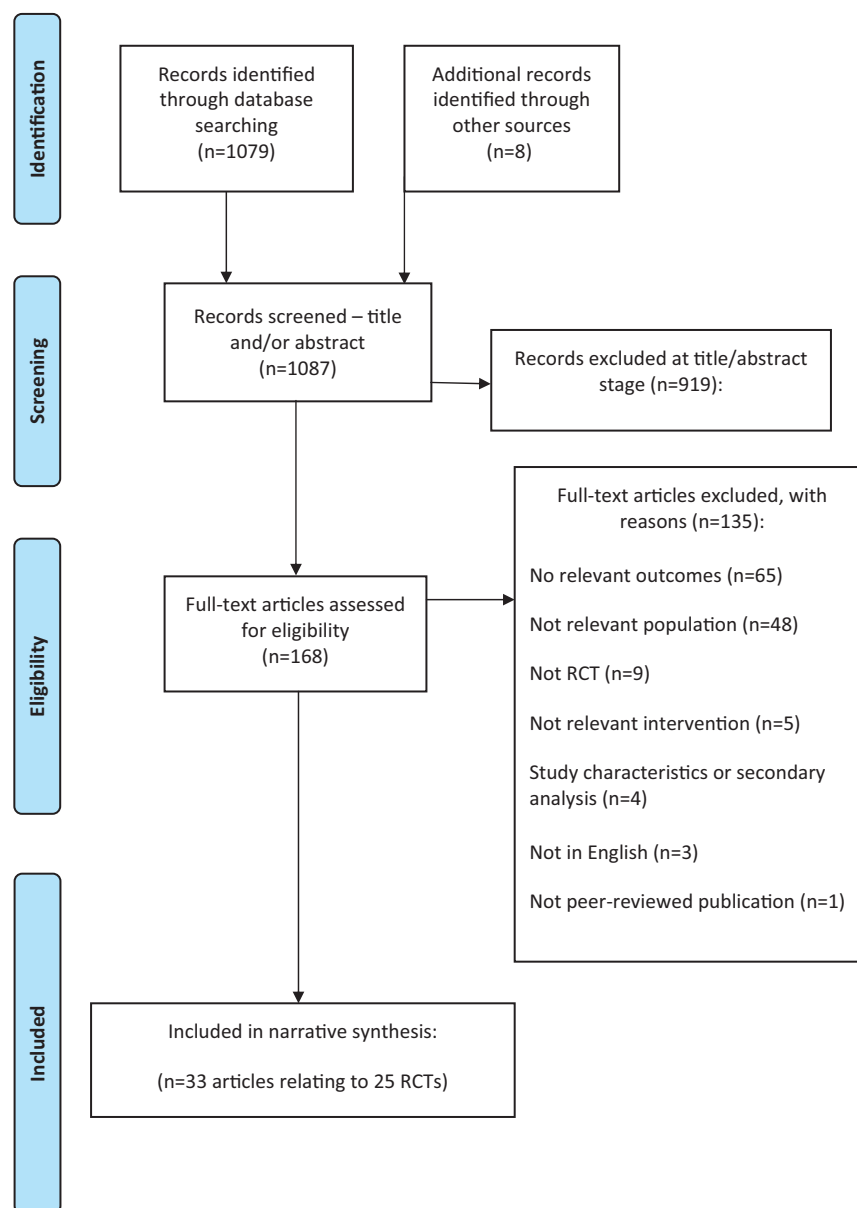 Identification
Records identified
through database
searching
(n=1079)
Additional records
identified through
other sources
(n=8)
Screening
Records screened – title
and/or abstract
(n=1087)
Records excluded at title/abstract
stage (n=919):
Eligibility
Full-text articles assessed
for eligibility
(n=168)
Full-text articles excluded, with
reasons (n=135):
No relevant outcomes (n=65)
Not relevant population (n=48)
Not RCT (n=9)
Not relevant intervention (n=5)
Study characteristics or secondary
analysis (n=4)
Not in English (n=3)
Not peer-reviewed publication (n=1)
Included
Included in narrative synthesis:
(n=33 articles relating to 25 RCTs)